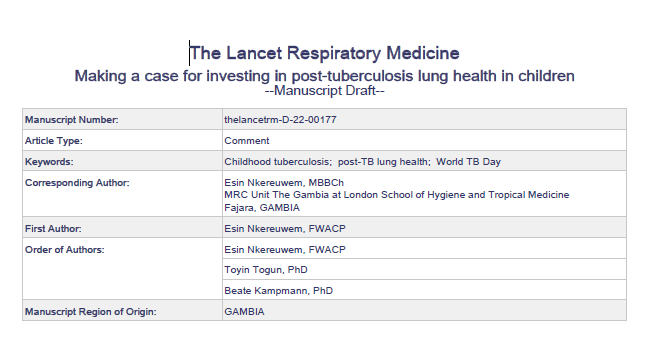 The Lancet Respiratory Medicine
Making a case for investing in post-tuberculosis lung health in children
--Manuscript Draft--
Manuscript Number: thelancetrm-D-22-00177
Article Type: Comment
Keywords: Childhood tuberculosis; post-TB lung health; World TB Day
Corresponding Author: Esin Nkereuwem, MBBCh
MRC Unit The Gambia at London School of Hygiene and Tropical Medicine
Fajara, GAMBIA
First Author: Esin Nkereuwem, FWACP
Order of Authors: Esin Nkereuwem, FWACP
Toyin Togun, PhD
Beate Kampmann, PhD
Manuscript Region of Origin: GAMBIA